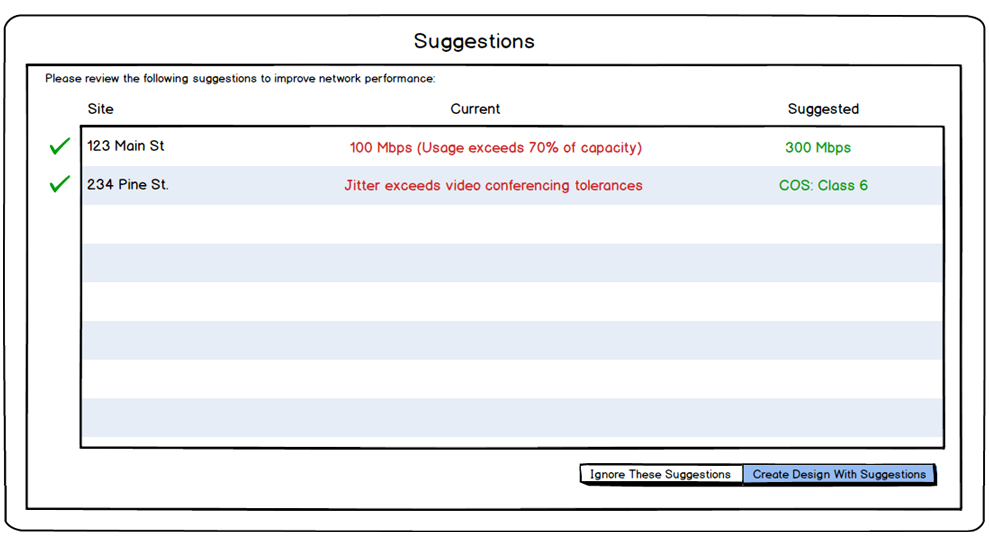 Suggestions
Please review the following suggestions to improve network performance:
Site Current Suggested
123 Main St 100 Mbps (Usage exceeds 70% of capacity) 300 Mbps
234 Pine St. Jitter exceeds video conferencing tolerances COS: Class 6
Ignore These Suggestions Create Design With Suggestions